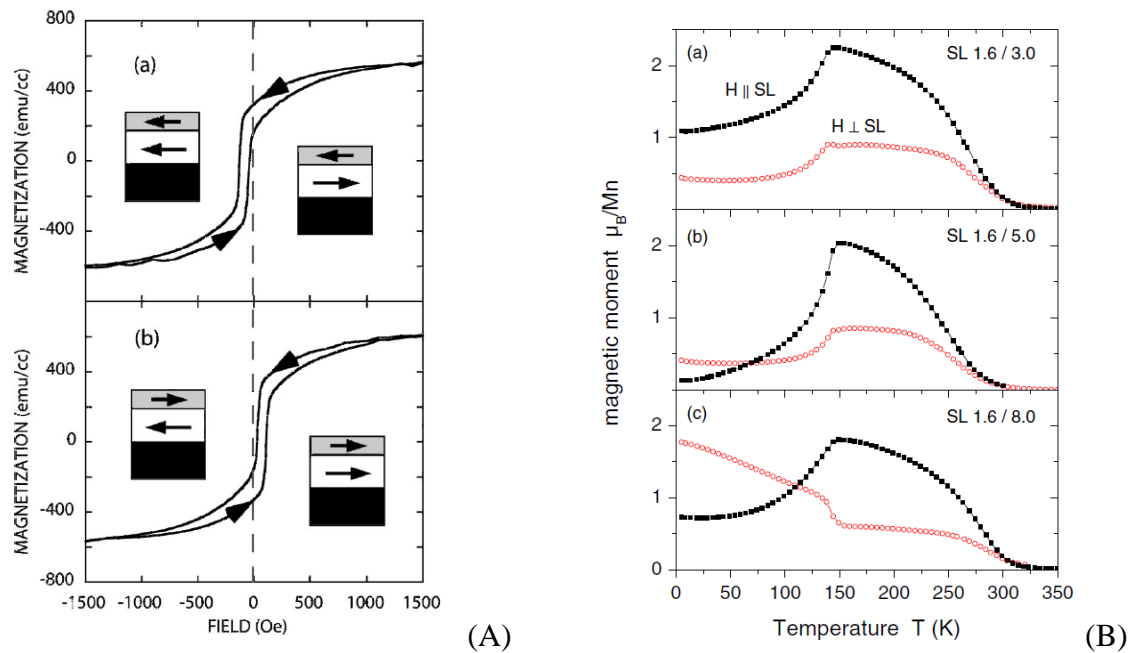 800
400
0
-400
(a)
MAGNETIZATION (emu/cc)
800
400
0
-400
-800
(b)
MAGNETIZATION (emu/cc)
-1500 -1000 -500 0 500 1000 1500
FIELD (Oe)
(A)
(a)
SL 1.6 / 3.0
H || SL
H ⊥ SL
2
1
(b)
SL 1.6 / 5.0
2
1
(c)
SL 1.6 / 8.0
2
1
0
magnetic moment μB/Mn
0 50 100 150 200 250 300 350
Temperature T (K)
(B)